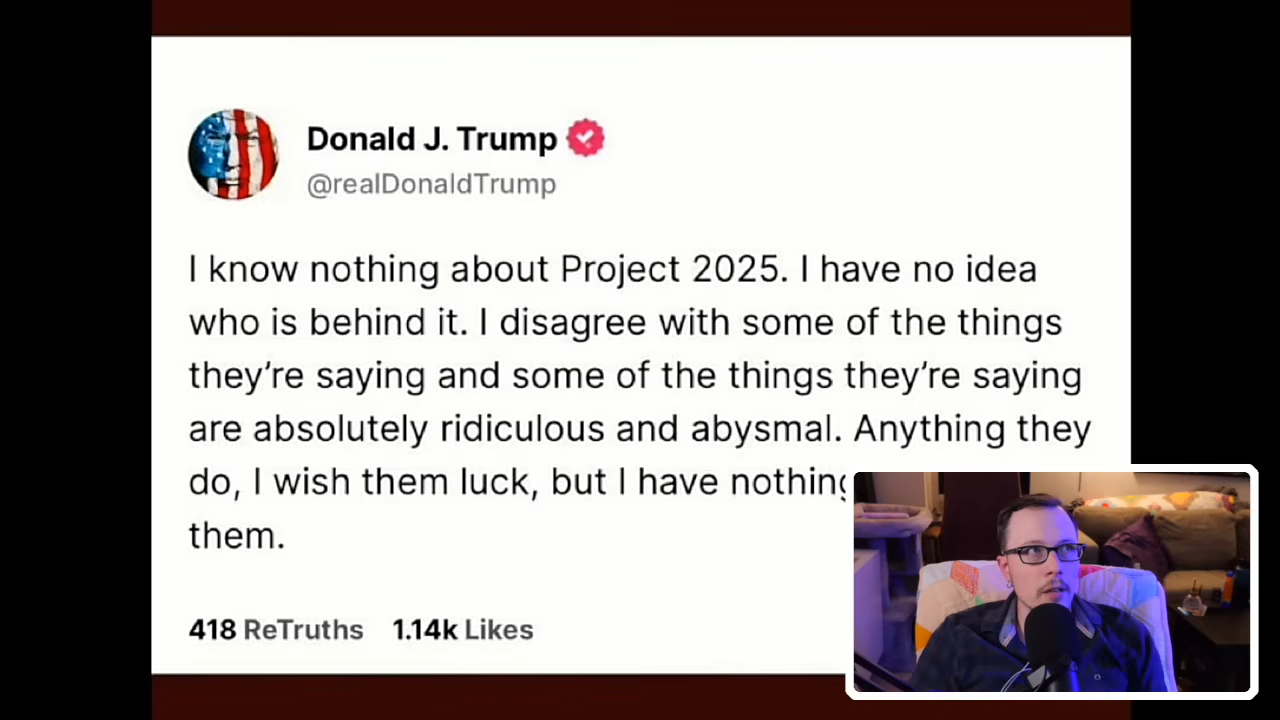 Donald J. Trump
@realDonaldTrump
I know nothing about Project 2025. I have no idea
who is behind it. I disagree with some of the things
they’re saying and some of the things they’re saying
are absolutely ridiculous and abysmal. Anything they
do, I wish them luck, but I have nothing
them.
418 ReTruths 1.14k Likes